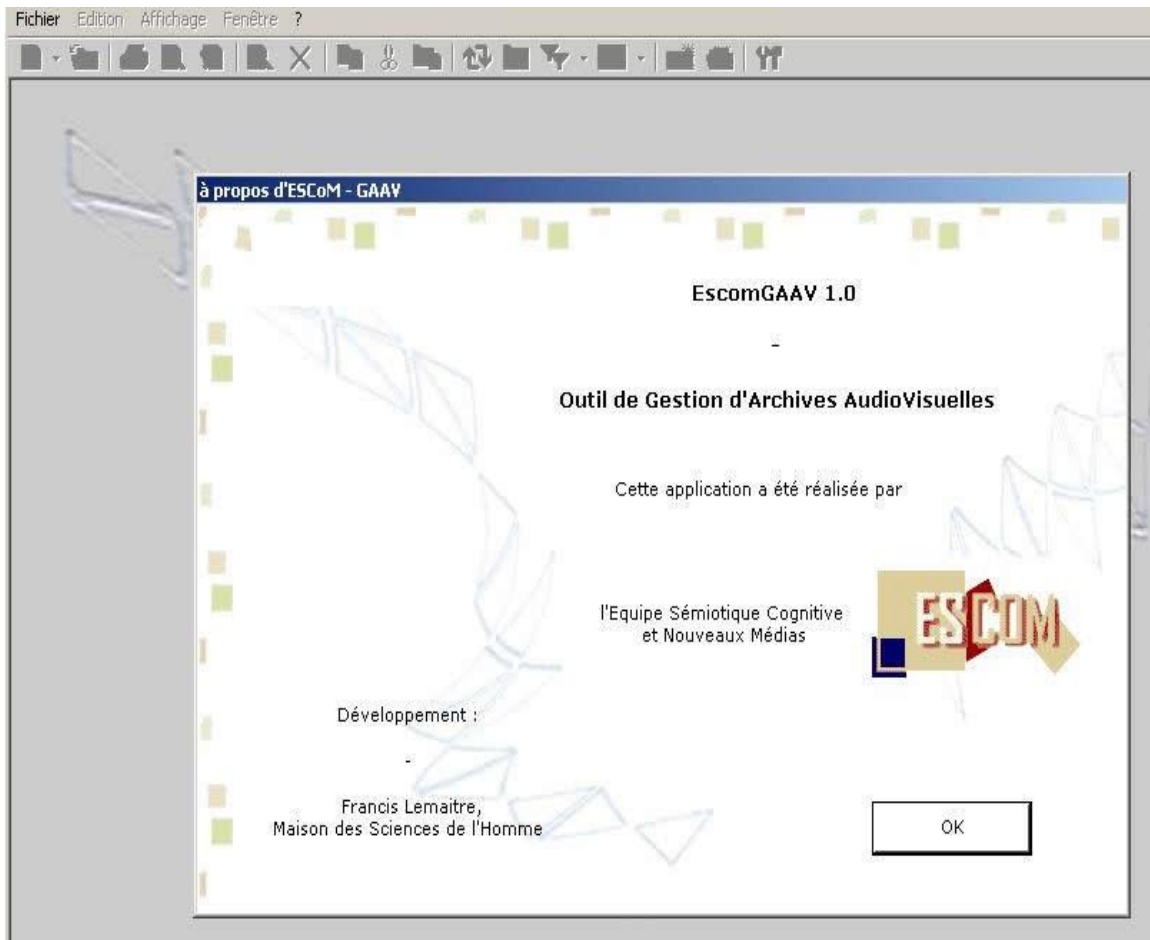 Fichier Edition Affichage Fenêtre ?
à propos d'ESCoM - GAAV
EscomGAAV 1.0
-
Outil de Gestion d'Archives AudioVisuelles
Cette application a été réalisée par
l'Equipe Sémiotique Cognitive
et Nouveaux Médias
ESCOM
Développement :
-
Francis Lemaitre,
Maison des Sciences de l'Homme
OK